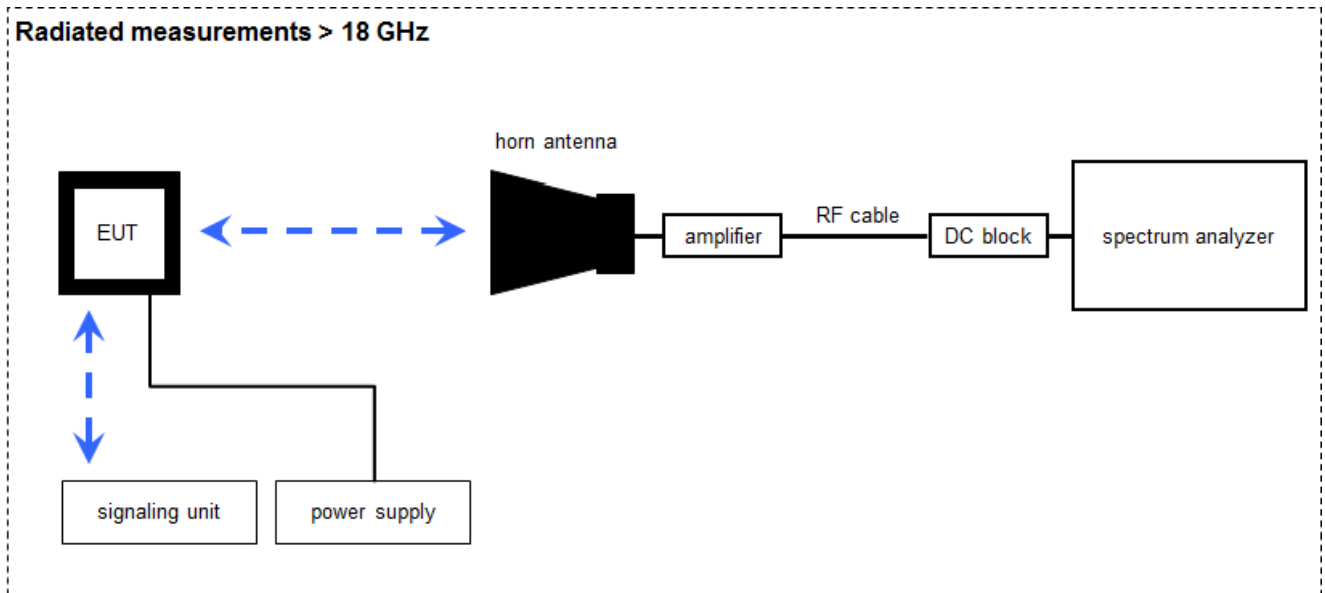 Radiated measurements > 18 GHz
horn antenna
EUT
amplifier
RF cable
DC block
spectrum analyzer
signaling unit
power supply